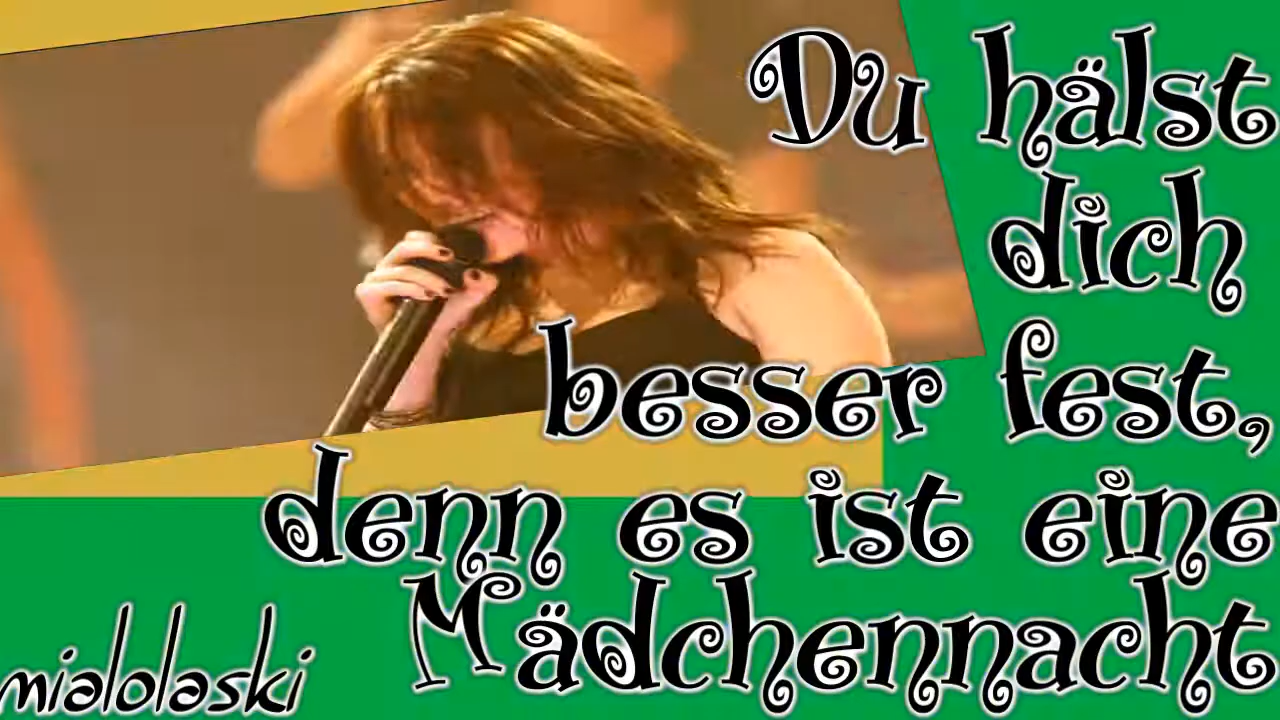 Du hälst
dich
besser fest,
denn es ist eine
Mädchennacht
mialolaski